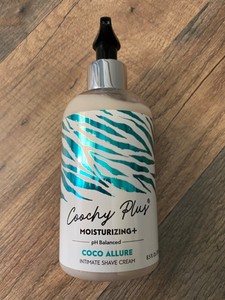 Coochy Plus®
MOISTURIZING+
pH Balanced
COCO ALLURE
INTIMATE SHAVE CREAM